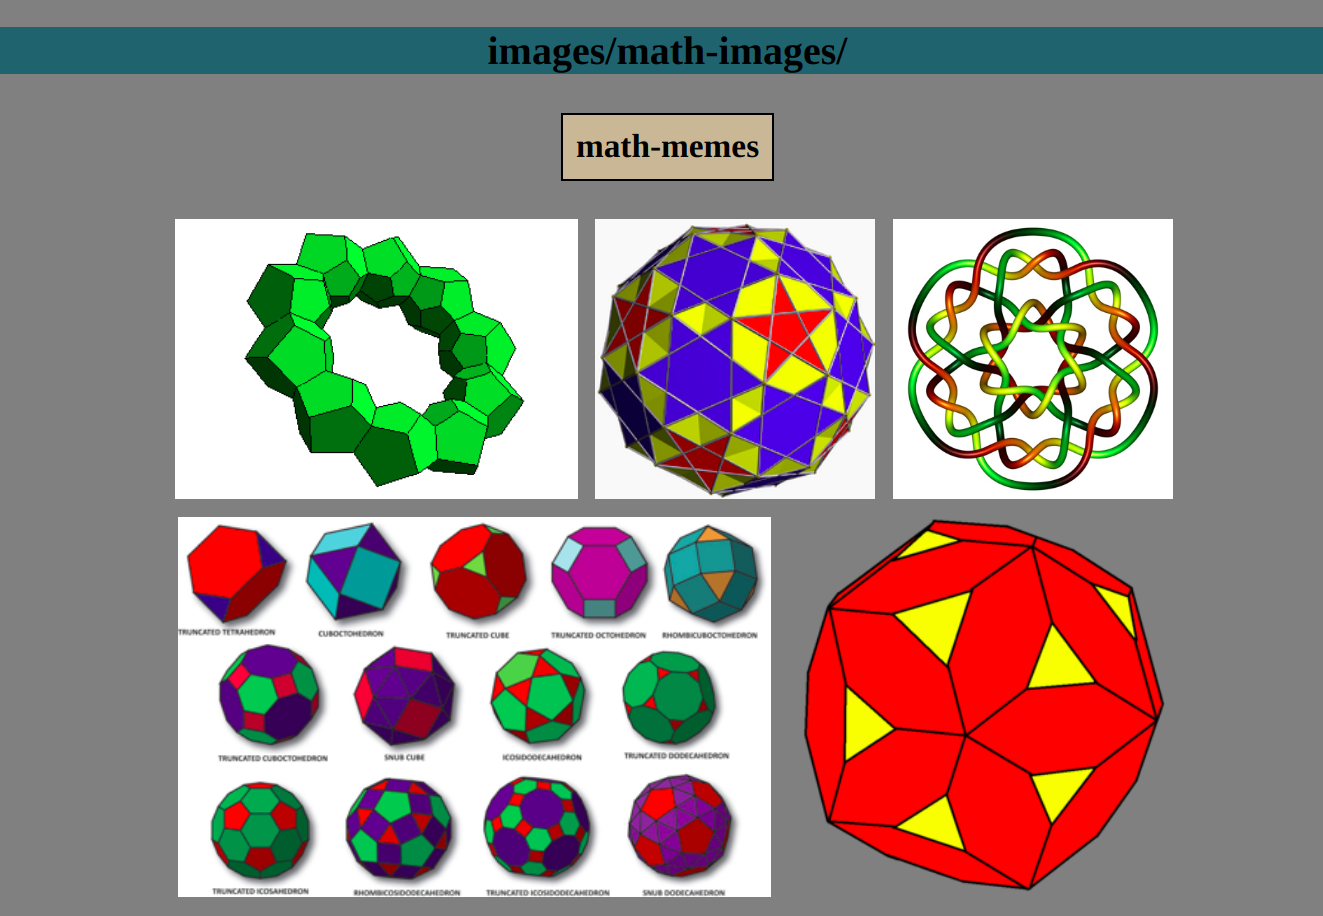 images/math-images/
math-memes
TRUNCATED TETRAHEDRON
CUBOCTOHEDRON
TRUNCATED CUBE
TRUNCATED OCTOHEDRON
RHOMBICUBOCTOHEDRON
TRUNCATED CUBOCTOHEDRON
SNUB CUBE
ICOSIDODECAHEDRON
TRUNCATED DODECAHEDRON
TRUNCATED ICOSAHEDRON
RHOMBICOSIDODECAHEDRON
TRUNCATED ICOSIDODECAHEDRON
SNUB DODECAHEDRON